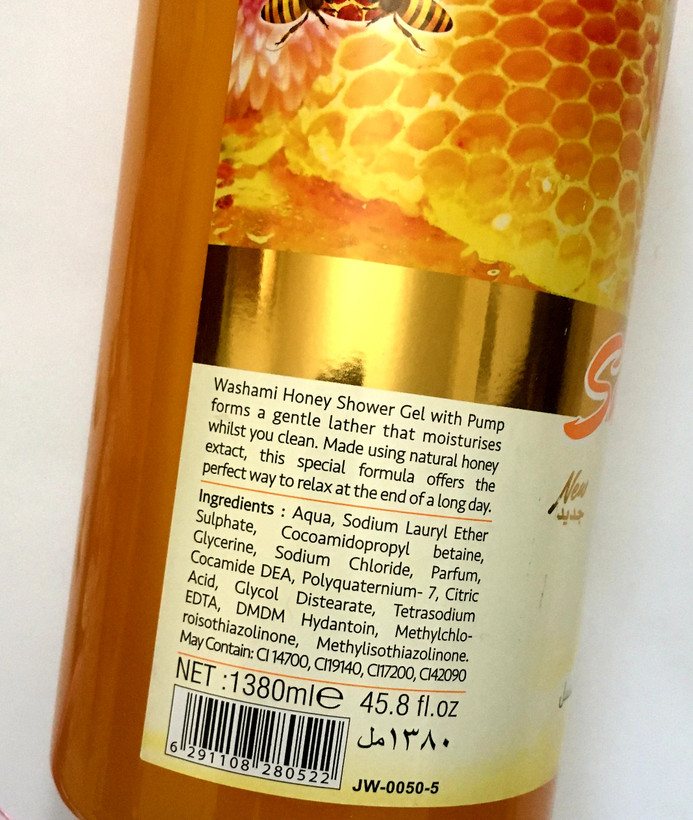 Washami Honey Shower Gel with Pump
forms a gentle lather that moisturises
whilst you clean. Made using natural honey
extact, this special formula offers the
perfect way to relax at the end of a long day.
New
جديد
Ingredients : Aqua, Sodium Lauryl Ether
Sulphate, Cocoamidopropyl betaine,
Glycerine, Sodium Chloride, Parfum,
Cocamide DEA, Polyquaternium- 7, Citric
Acid, Glycol Distearate, Tetrasodium
EDTA, DMDM Hydantoin, Methylchlo-
roisothiazolinone, Methylisothiazolinone.
May Contain: CI 14700, CI19140, CI17200, CI42090
NET :1380ml℮ 45.8 fl.oz
١٣٨٠مل
6 291108 280522
JW-0050-5